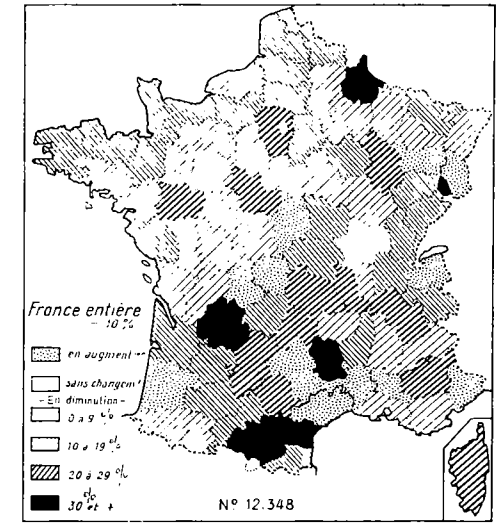 France entière
- 10 %
en augment
sans changem
- En diminution -
0 à 9 %
10 à 19 %
20 à 29 %
30 et + %
Nº 12.348